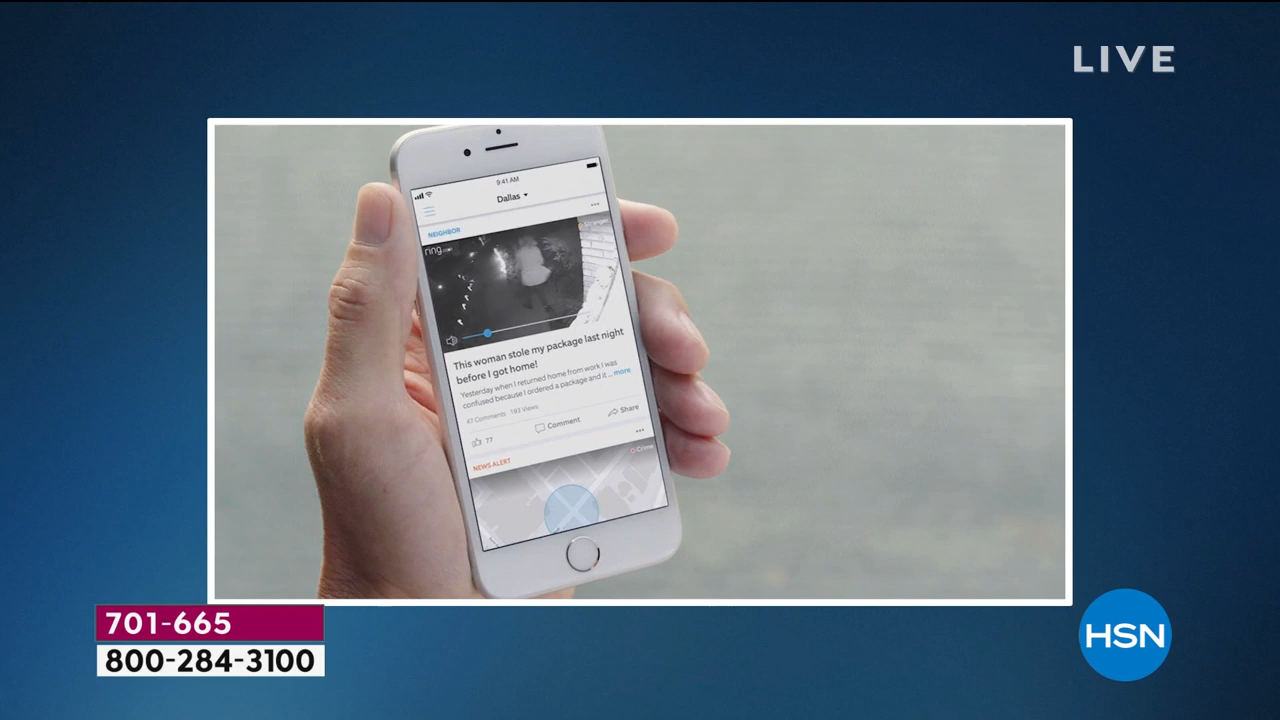 LIVE
9:41 AM
Dallas
NEIGHBOR
ring
Stranger
This woman stole my package last night
before I got home!
Yesterday when I returned home from work I was
confused because I ordered a package and it ... more
47 Comments 193 Views
77
Comment
Share
NEWS ALERT
Crime
701-665
800-284-3100
HSN